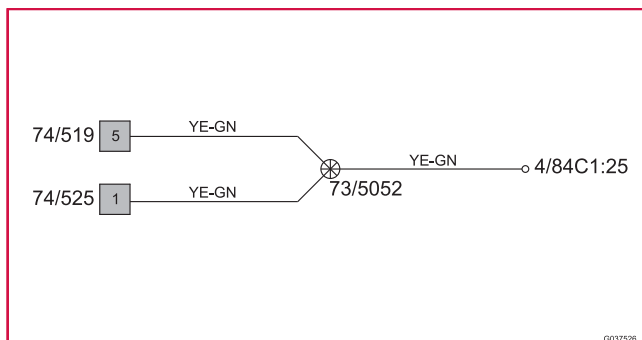 74/519 5 YE-GN
YE-GN 4/84C1:25
73/5052
74/525 1 YE-GN
G037526